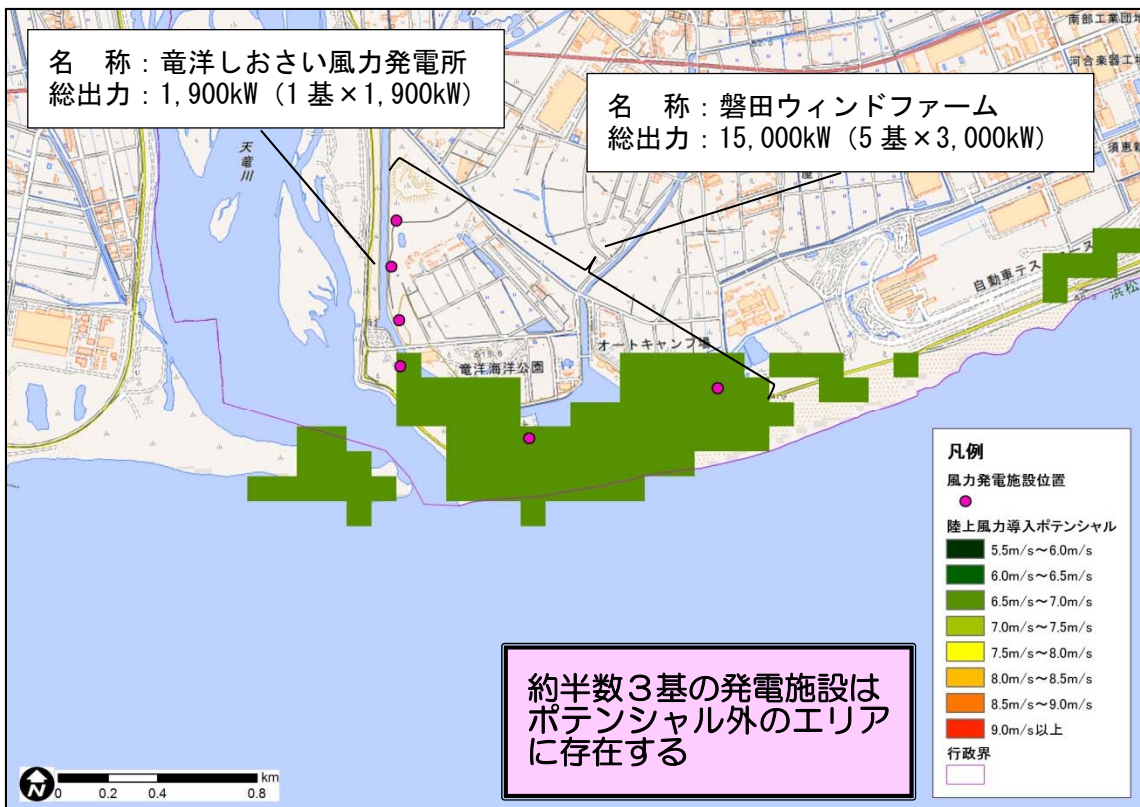 名　称：竜洋しおさい風力発電所
総出力：1,900kW（1基×1,900kW）
名　称：磐田ウィンドファーム
総出力：15,000kW（5基×3,000kW）
南部工業団地
河合楽器工場
天竜川
自動車テストコース
浜松
オートキャンプ場
竜洋海洋公園
凡例
風力発電施設位置
陸上風力導入ポテンシャル
5.5m/s～6.0m/s
6.0m/s～6.5m/s
6.5m/s～7.0m/s
7.0m/s～7.5m/s
7.5m/s～8.0m/s
8.0m/s～8.5m/s
8.5m/s～9.0m/s
9.0m/s以上
行政界
約半数３基の発電施設は
ポテンシャル外のエリア
に存在する
N
km
0 0.2 0.4 0.8